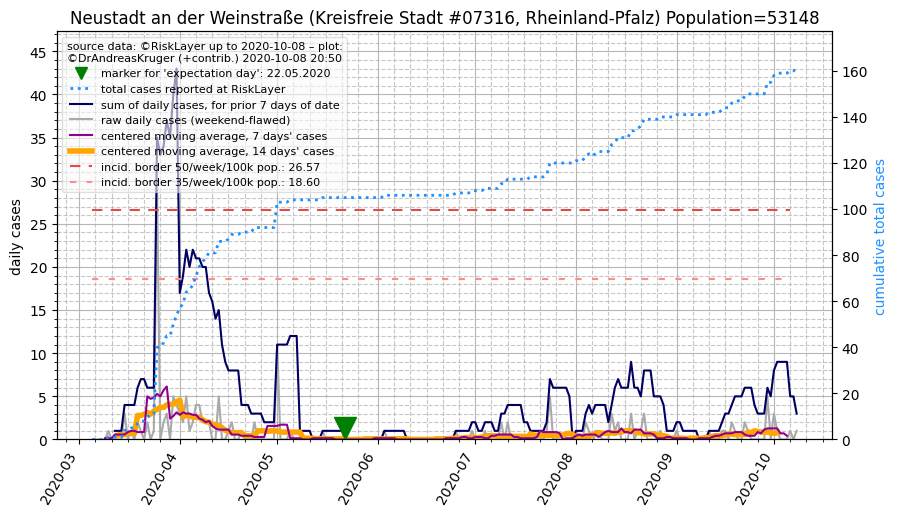 Neustadt an der Weinstraße (Kreisfreie Stadt #07316, Rheinland-Pfalz) Population=53148
source data: ©RiskLayer up to 2020-10-08 – plot:
©DrAndreasKruger (+contrib.) 2020-10-08 20:50
marker for 'expectation day': 22.05.2020
total cases reported at RiskLayer
sum of daily cases, for prior 7 days of date
raw daily cases (weekend-flawed)
centered moving average, 7 days' cases
centered moving average, 14 days' cases
incid. border 50/week/100k pop.: 26.57
incid. border 35/week/100k pop.: 18.60
daily cases
45
40
35
30
25
20
15
10
5
0
cumulative total cases
160
140
120
100
80
60
40
20
0
2020-03
2020-04
2020-05
2020-06
2020-07
2020-08
2020-09
2020-10